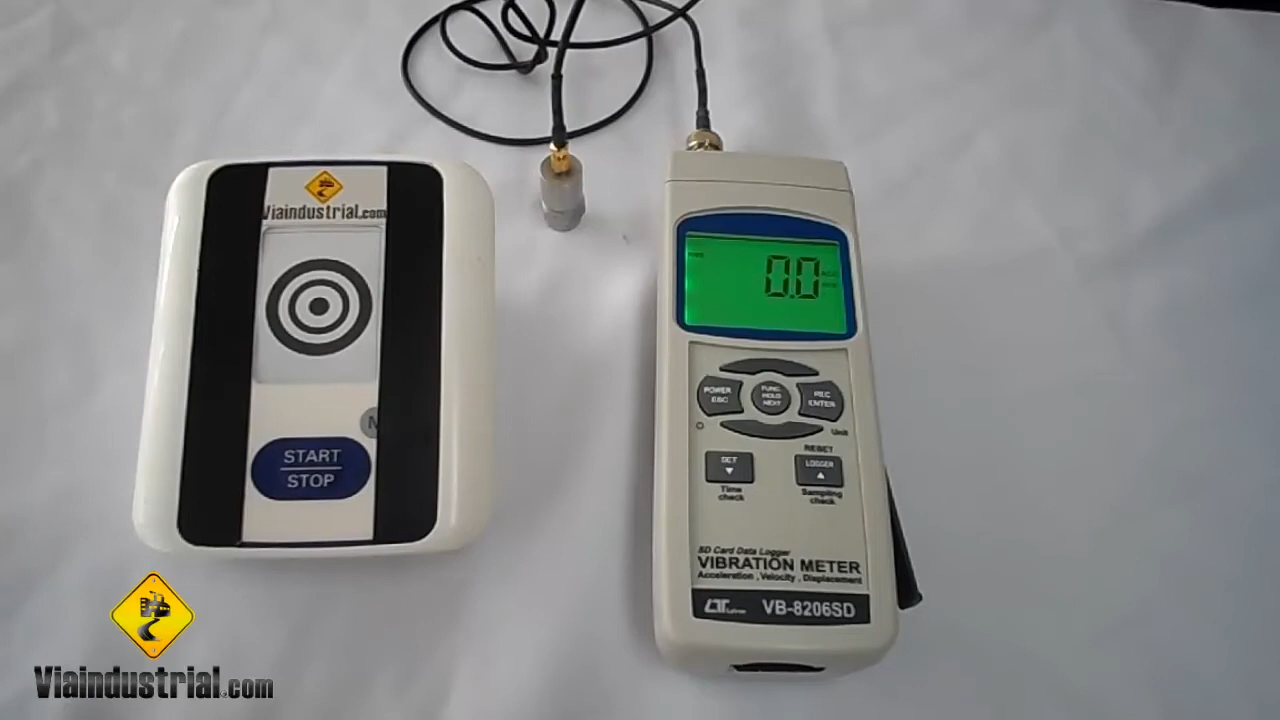 Viaindustrial.com
START
STOP
0.0
POWER
ESC
FUNC.
HOLD
NEXT
REC
ENTER
Unit
RESET
SET
LOGGER
Time
check
Sampling
check
SD Card Data Logger
VIBRATION METER
Acceleration , Velocity , Displacement
Lutron
VB-8206SD
Viaindustrial.com